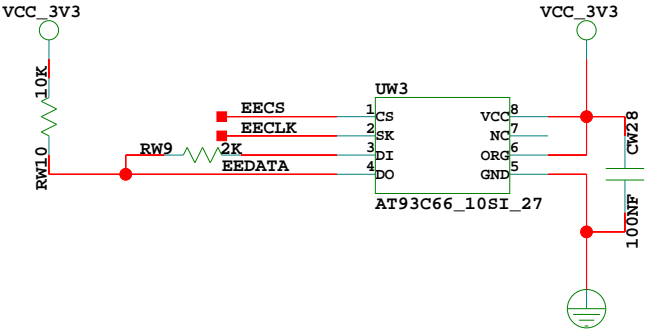 VCC_3V3
VCC_3V3
10K
RW10
UW3
EECS
1
CS
VCC
8
EECLK
2
SK
NC
7
RW9
2K
3
DI
ORG
6
EEDATA
4
DO
GND
5
AT93C66_10SI_27
CW28
100NF